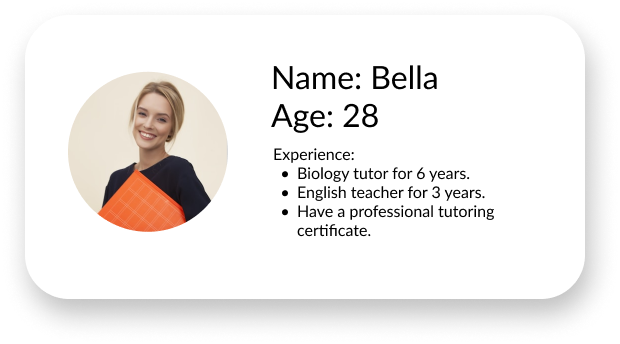 Name: Bella
Age: 28
Experience:
• Biology tutor for 6 years.
• English teacher for 3 years.
• Have a professional tutoring
certificate.